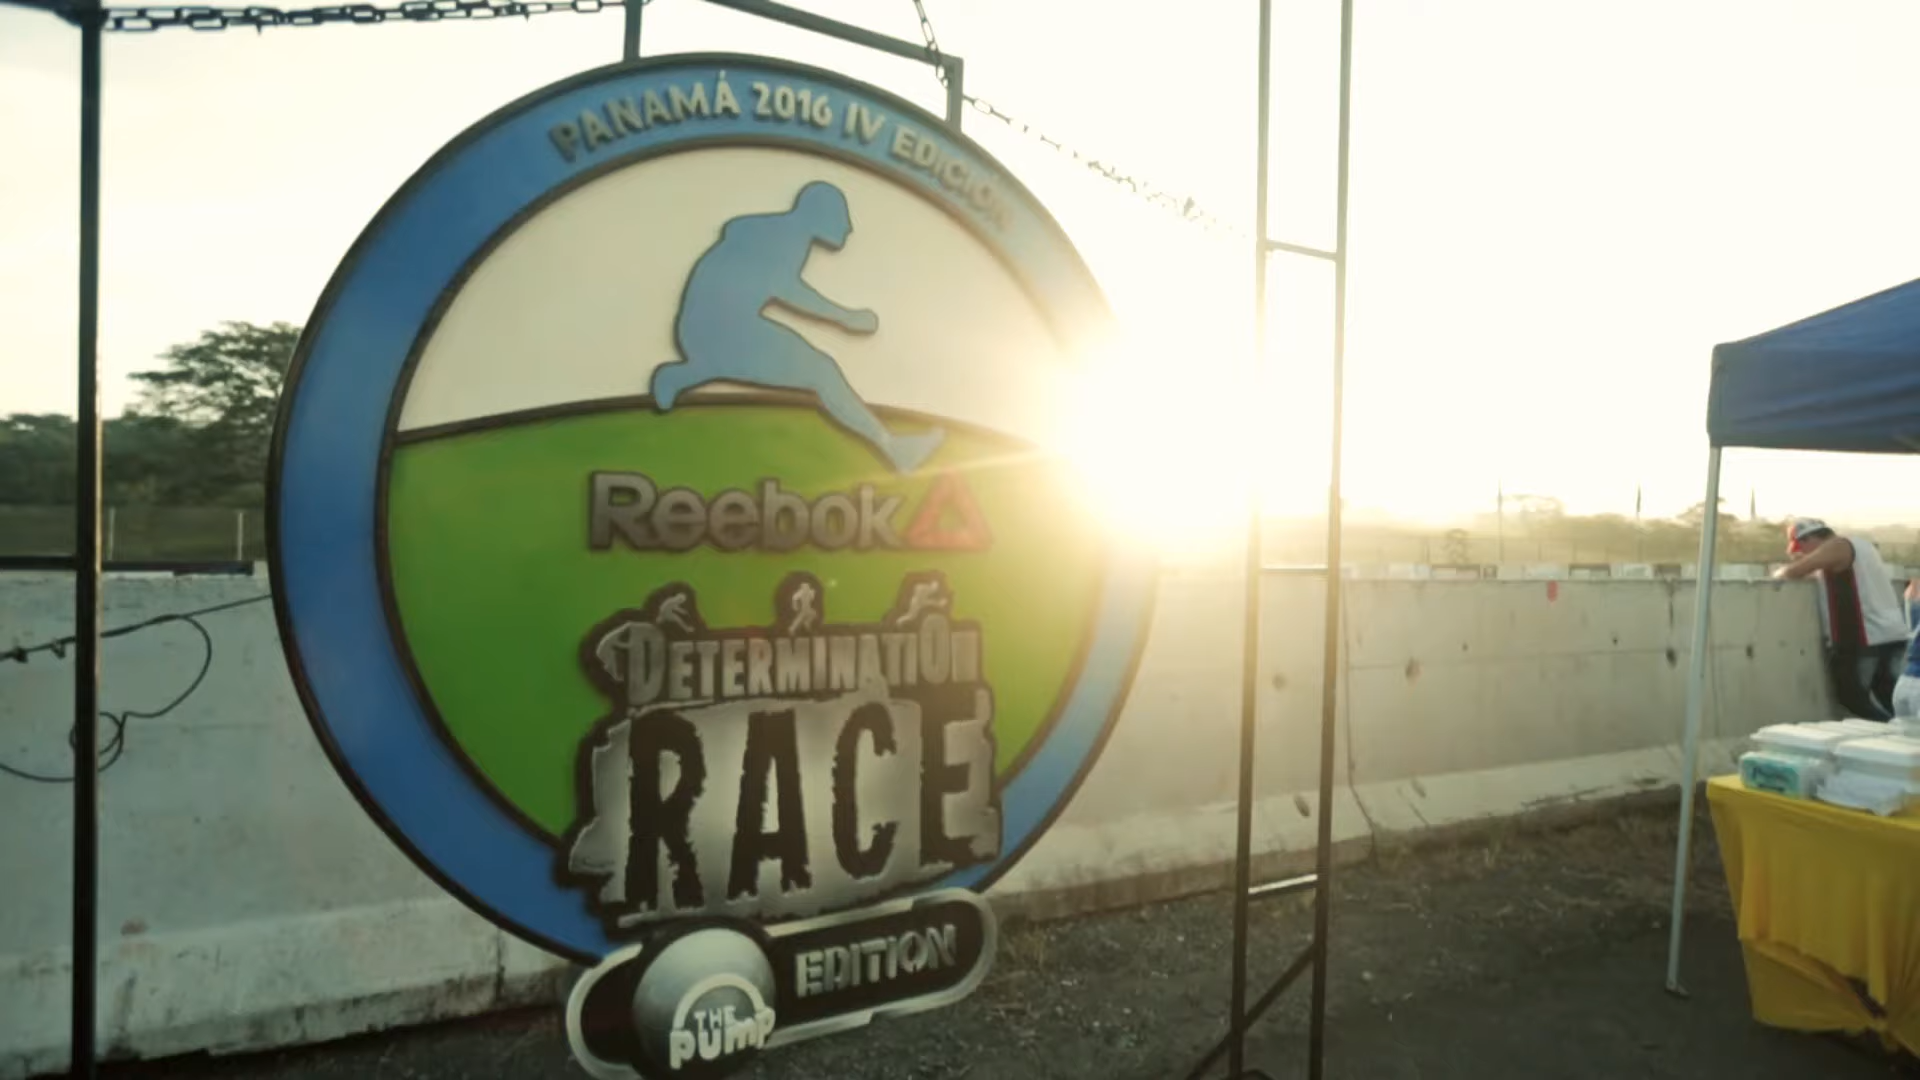 PANAMÁ 2016 IV EDICIÓN
Reebok
DETERMINATION
RACE
EDITION
THE
PUMP